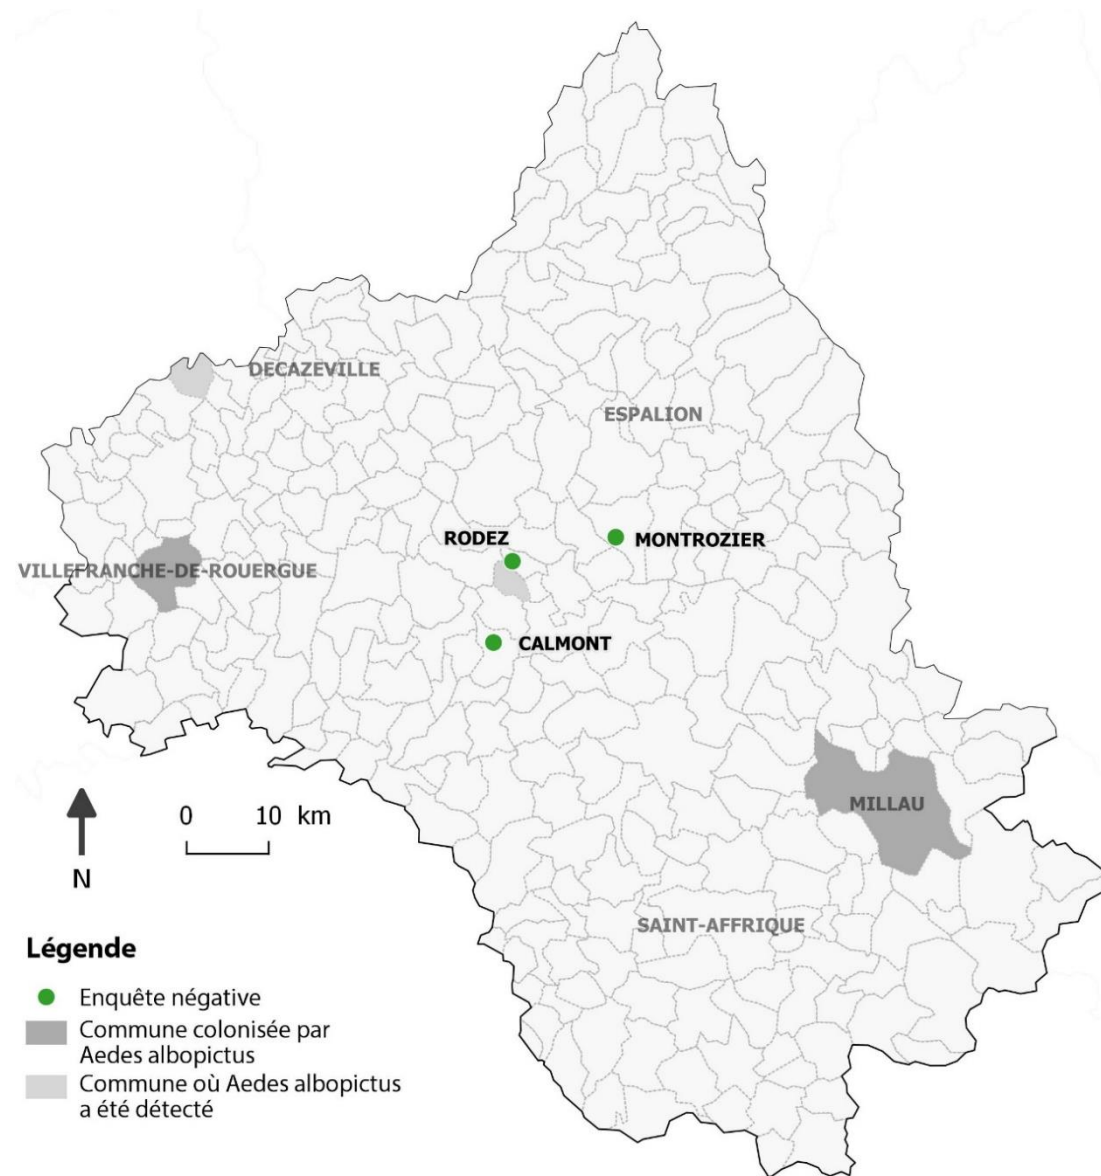 DECAZEVILLE
ESPALION
RODEZ
MONTROZIER
VILLEFRANCHE-DE-ROUERGUE
CALMONT
MILLAU
0 10 km
N
SAINT-AFFRIQUE
Légende
Enquête négative
Commune colonisée par
Aedes albopictus
Commune où Aedes albopictus
a été détecté